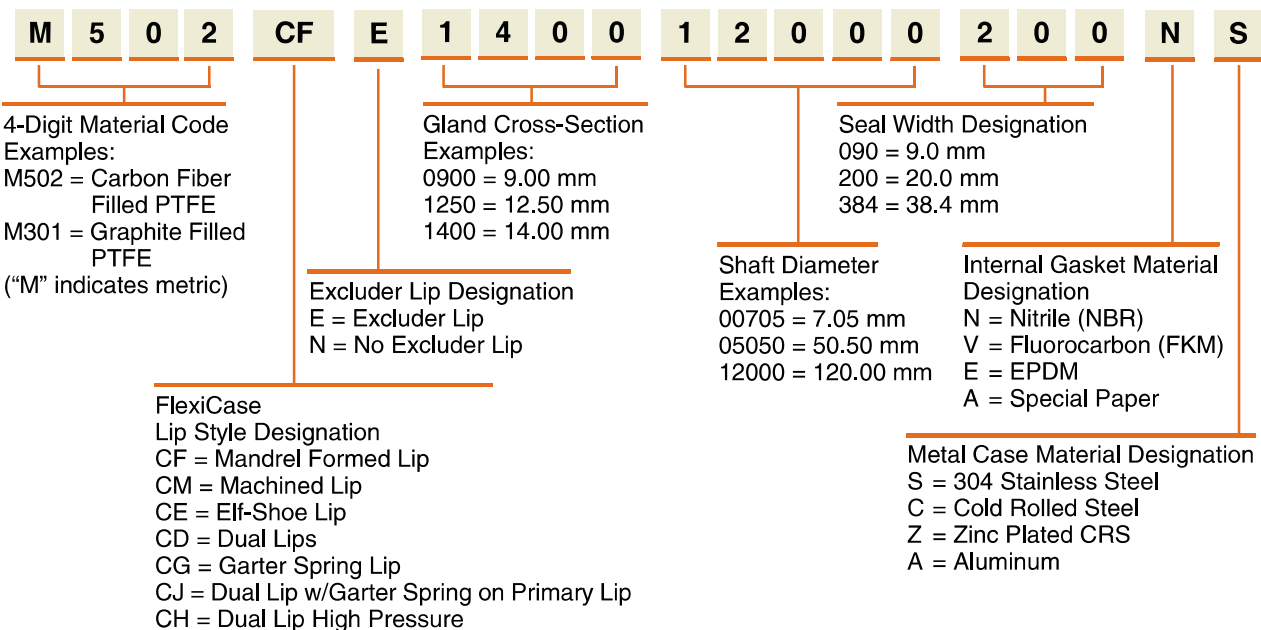 M 5 0 2 CF E 1 4 0 0 1 2 0 0 0 2 0 0 N S
4-Digit Material Code
Examples:
M502 = Carbon Fiber
Filled PTFE
M301 = Graphite Filled
PTFE
(“M” indicates metric)
Gland Cross-Section
Examples:
0900 = 9.00 mm
1250 = 12.50 mm
1400 = 14.00 mm
Seal Width Designation
090 = 9.0 mm
200 = 20.0 mm
384 = 38.4 mm
Excluder Lip Designation
E = Excluder Lip
N = No Excluder Lip
Shaft Diameter
Examples:
00705 = 7.05 mm
05050 = 50.50 mm
12000 = 120.00 mm
Internal Gasket Material
Designation
N = Nitrile (NBR)
V = Fluorocarbon (FKM)
E = EPDM
A = Special Paper
FlexiCase
Lip Style Designation
CF = Mandrel Formed Lip
CM = Machined Lip
CE = Elf-Shoe Lip
CD = Dual Lips
CG = Garter Spring Lip
CJ = Dual Lip w/Garter Spring on Primary Lip
CH = Dual Lip High Pressure
Metal Case Material Designation
S = 304 Stainless Steel
C = Cold Rolled Steel
Z = Zinc Plated CRS
A = Aluminum